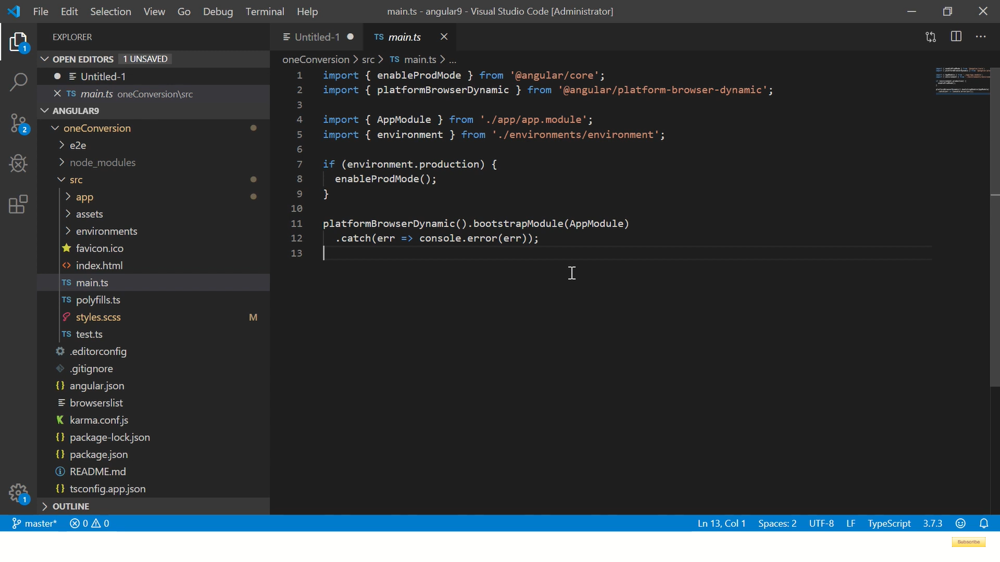 File Edit Selection View Go Debug Terminal Help main.ts - angular9 - Visual Studio Code [Administrator]
EXPLORER
Untitled-1
TS main.ts
OPEN EDITORS 1 UNSAVED
Untitled-1
TS main.ts oneConversion\src
ANGULAR9
oneConversion
e2e
node_modules
src
app
assets
environments
favicon.ico
index.html
TS main.ts
TS polyfills.ts
styles.scss M
TS test.ts
.editorconfig
.gitignore
{} angular.json
browserslist
K karma.conf.js
{} package-lock.json
{} package.json
README.md
{} tsconfig.app.json
OUTLINE
1
2
1
oneConversion > src > TS main.ts > ...
1 import { enableProdMode } from '@angular/core';
2 import { platformBrowserDynamic } from '@angular/platform-browser-dynamic';
3
4 import { AppModule } from './app/app.module';
5 import { environment } from './environments/environment';
6
7 if (environment.production) {
8 enableProdMode();
9 }
10
11 platformBrowserDynamic().bootstrapModule(AppModule)
12 .catch(err => console.error(err));
13
master* 0 0 Ln 13, Col 1 Spaces: 2 UTF-8 LF TypeScript 3.7.3
Subscribe